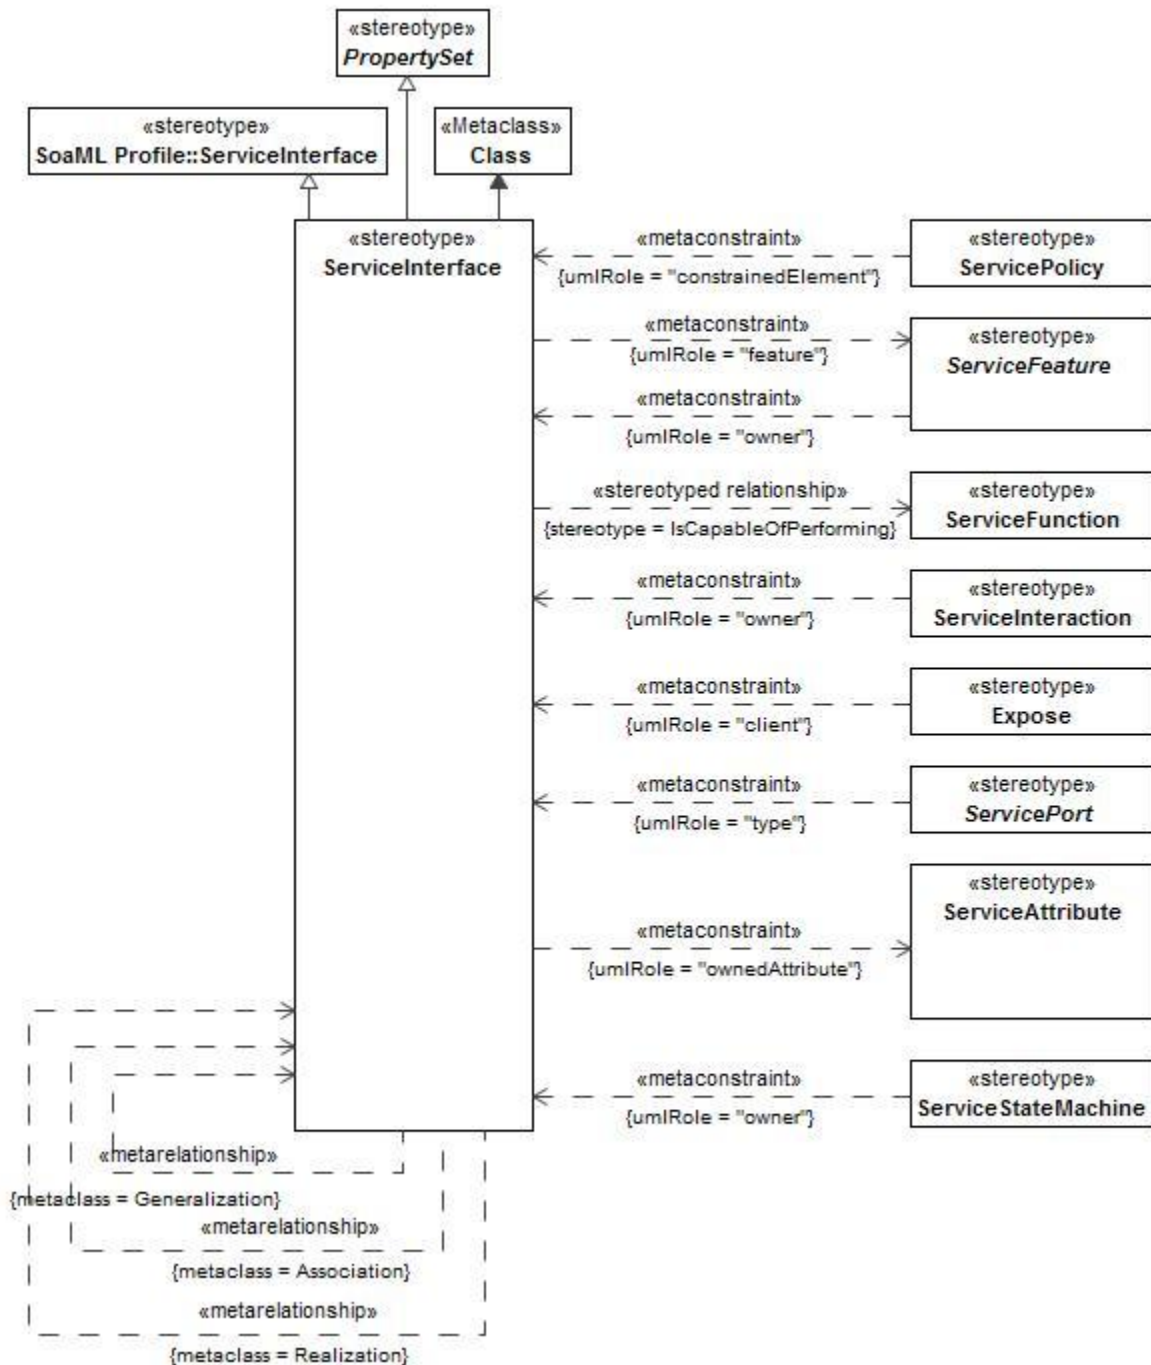 «stereotype»
PropertySet
«stereotype»
SoaML Profile::ServiceInterface
«Metaclass»
Class
«stereotype»
ServiceInterface
«metaconstraint»
{umlRole = "constrainedElement"}
«stereotype»
ServicePolicy
«metaconstraint»
{umlRole = "feature"}
«stereotype»
ServiceFeature
«metaconstraint»
{umlRole = "owner"}
«stereotyped relationship»
{stereotype = IsCapableOfPerforming}
«stereotype»
ServiceFunction
«metaconstraint»
{umlRole = "owner"}
«stereotype»
ServiceInteraction
«metaconstraint»
{umlRole = "client"}
«stereotype»
Expose
«metaconstraint»
{umlRole = "type"}
«stereotype»
ServicePort
«metaconstraint»
{umlRole = "ownedAttribute"}
«stereotype»
ServiceAttribute
«metaconstraint»
{umlRole = "owner"}
«stereotype»
ServiceStateMachine
«metarelationship»
{metaclass = Generalization}
«metarelationship»
{metaclass = Association}
«metarelationship»
{metaclass = Realization}